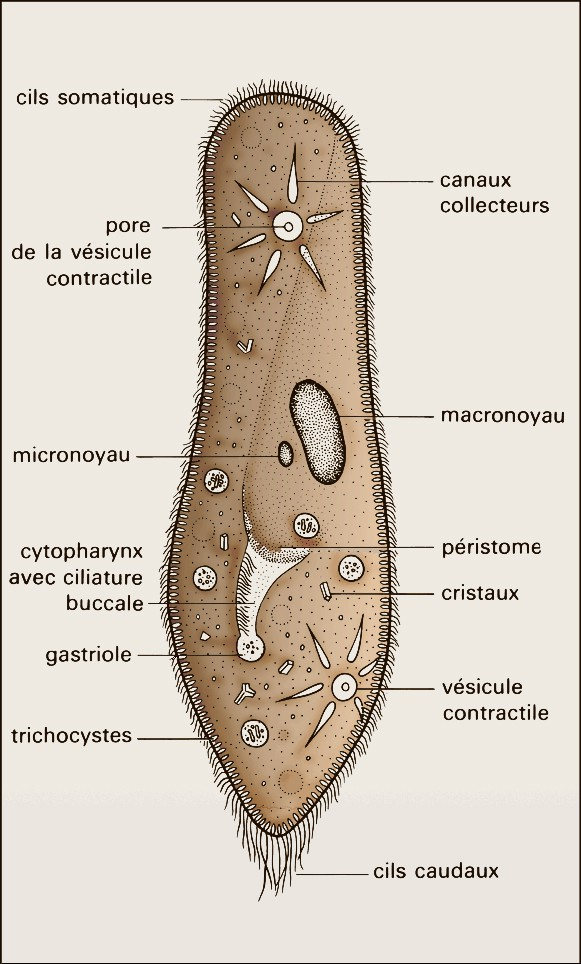 cils somatiques
canaux
collecteurs
pore
de la vésicule
contractile
macronoyau
micronoyau
péristome
cytopharynx
avec ciliature
buccale
cristaux
gastriole
vésicule
contractile
trichocystes
cils caudaux